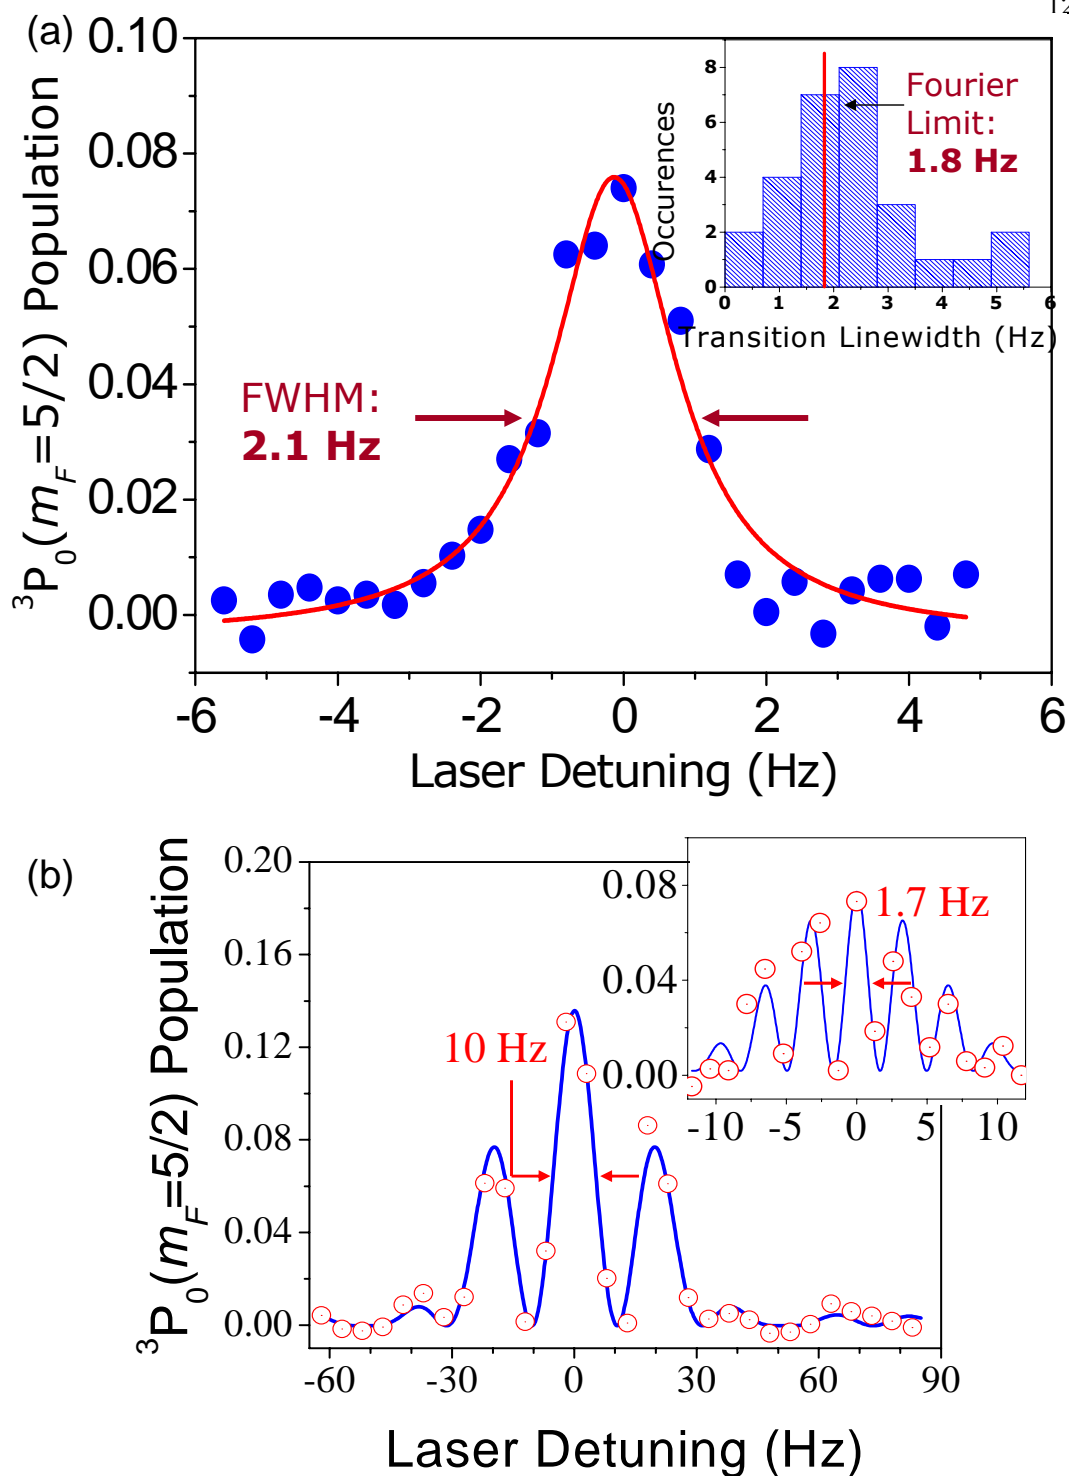 12
(a)
0.10
0.08
0.06
0.04
0.02
0.00
³P₀(m_F=5/2) Population
-6 -4 -2 0 2 4 6
Laser Detuning (Hz)
FWHM:
2.1 Hz
8
6
4
2
0
Occurences
0 1 2 3 4 5 6
Transition Linewidth (Hz)
Fourier
Limit:
1.8 Hz
(b)
0.20
0.16
0.12
0.08
0.04
0.00
³P₀(m_F=5/2) Population
-60 -30 0 30 60 90
Laser Detuning (Hz)
10 Hz
0.08
0.04
0.00
-10 -5 0 5 10
1.7 Hz